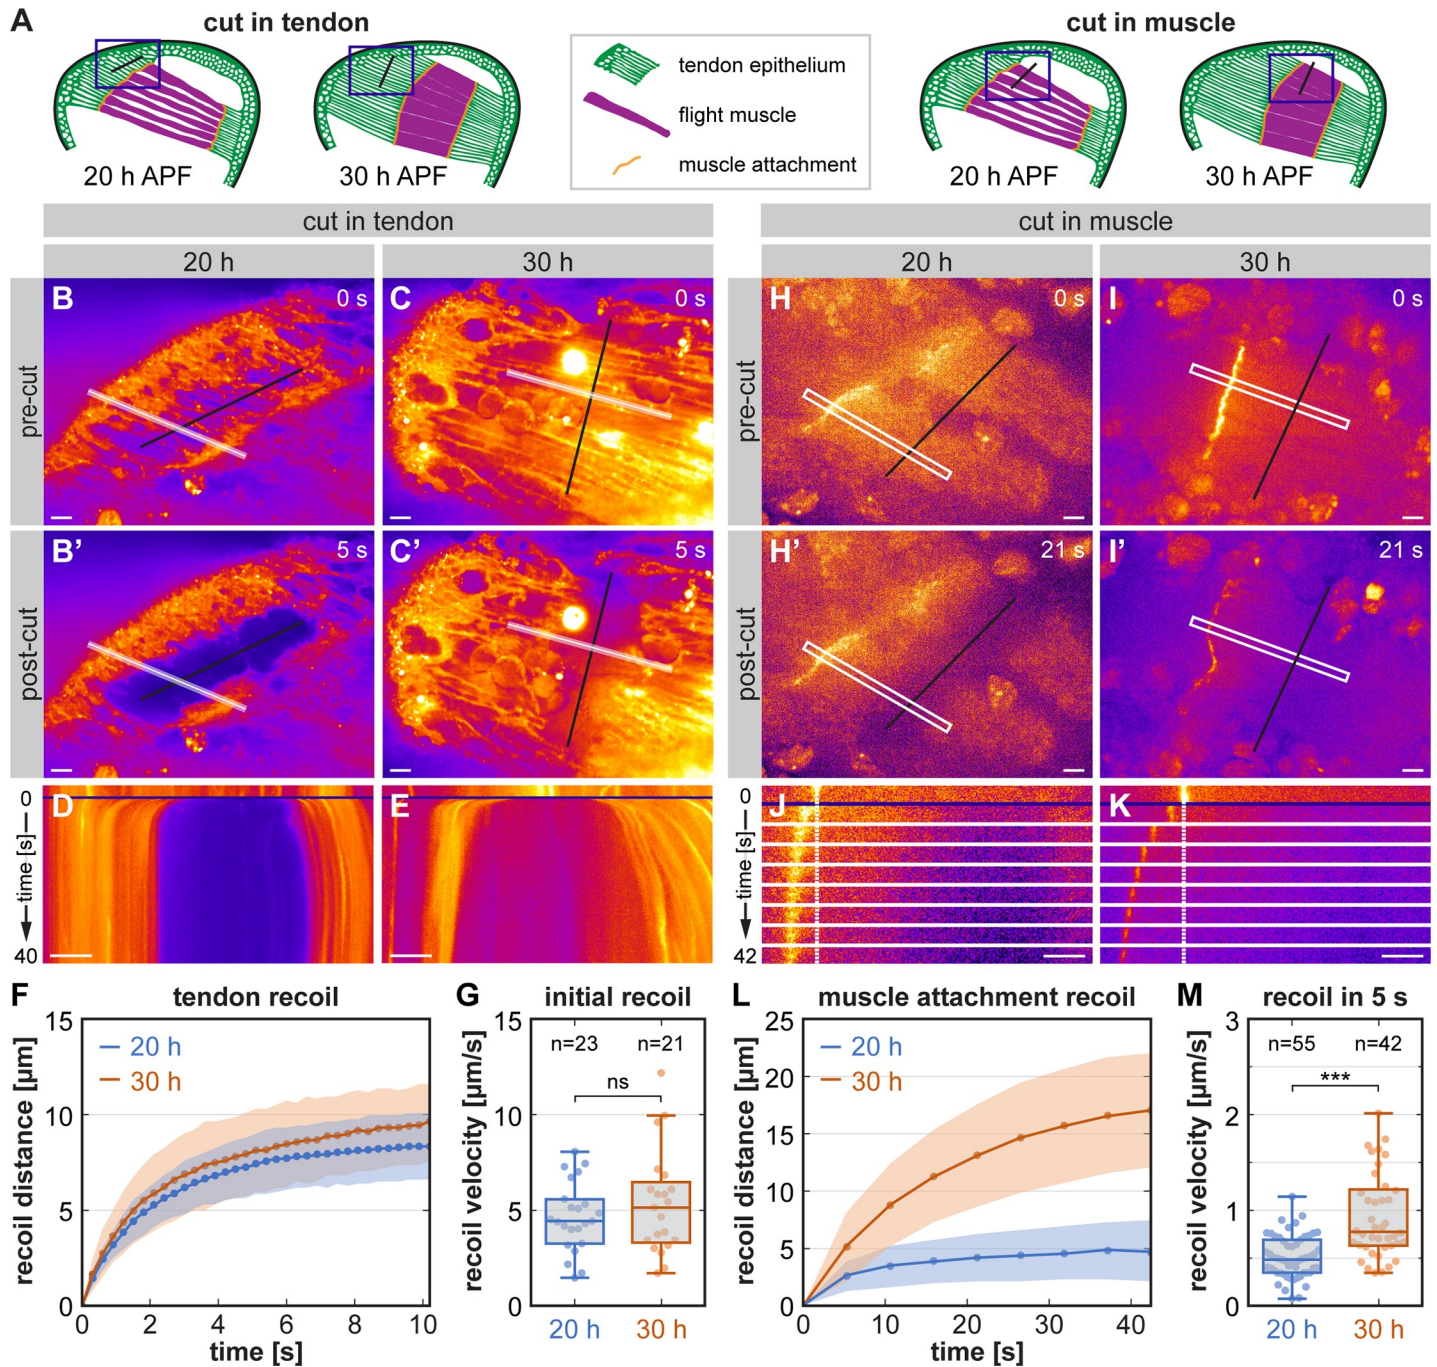 A
cut in tendon
cut in muscle
tendon epithelium
flight muscle
muscle attachment
20 h APF
30 h APF
20 h APF
30 h APF
cut in tendon
cut in muscle
20 h
30 h
20 h
30 h
pre-cut
B
0 s
C
0 s
pre-cut
H
0 s
I
0 s
post-cut
B’
5 s
C’
5 s
post-cut
H’
21 s
I’
21 s
0
time [s]
40
D
E
0
time [s]
42
J
K
F
tendon recoil
recoil distance [µm]
15
10
5
0
20 h
30 h
0
2
4
6
8
10
time [s]
G
initial recoil
recoil velocity [µm/s]
15
10
5
0
n=23
n=21
ns
20 h
30 h
L
muscle attachment recoil
recoil distance [µm]
25
20
15
10
5
0
20 h
30 h
0
10
20
30
40
time [s]
M
recoil in 5 s
recoil velocity [µm/s]
3
2
1
0
n=55
n=42
***
20 h
30 h